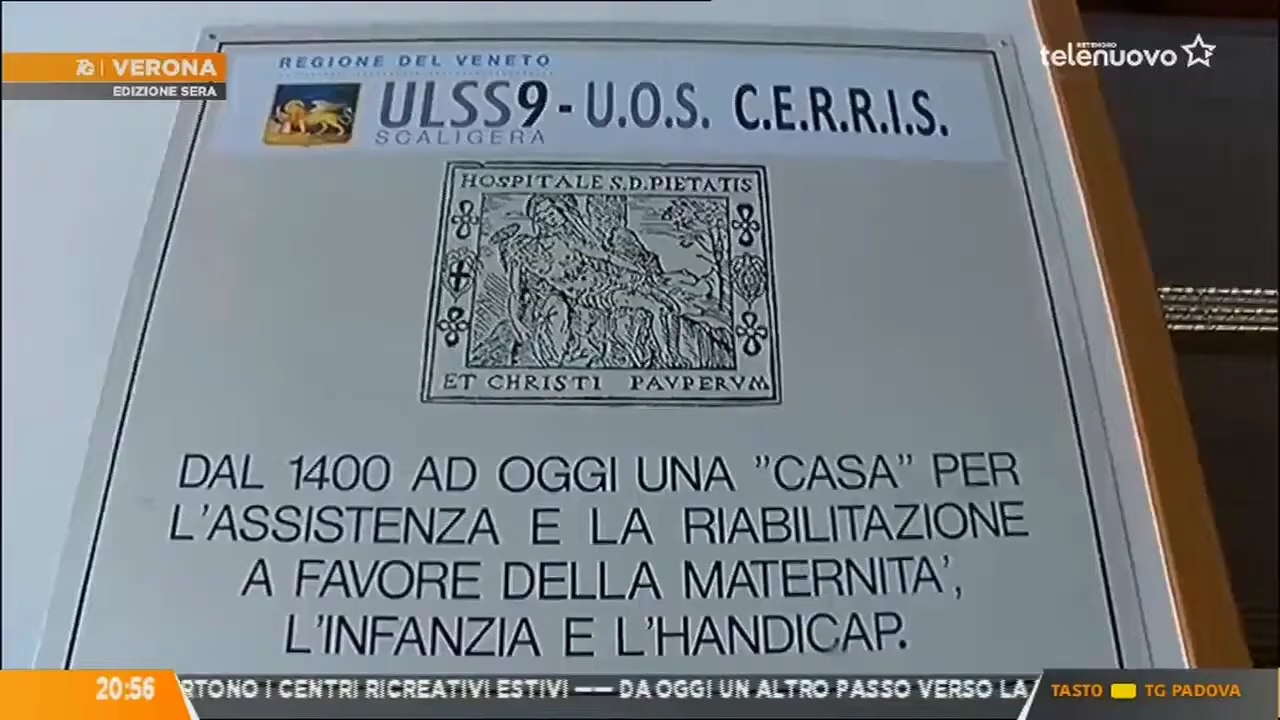 TG | VERONA
EDIZIONE SERA
RETENORD
telenuovo
REGIONE DEL VENETO
ULSS9 - U.O.S. C.E.R.R.I.S.
SCALIGERA
HOSPITALE S.D.PIETATIS
ET CHRISTI PAVPERVM
DAL 1400 AD OGGI UNA "CASA" PER
L'ASSISTENZA E LA RIABILITAZIONE
A FAVORE DELLA MATERNITA',
L'INFANZIA E L'HANDICAP.
20:56
RTONO I CENTRI RICREATIVI ESTIVI —— DA OGGI UN ALTRO PASSO VERSO LA
TASTO TG PADOVA